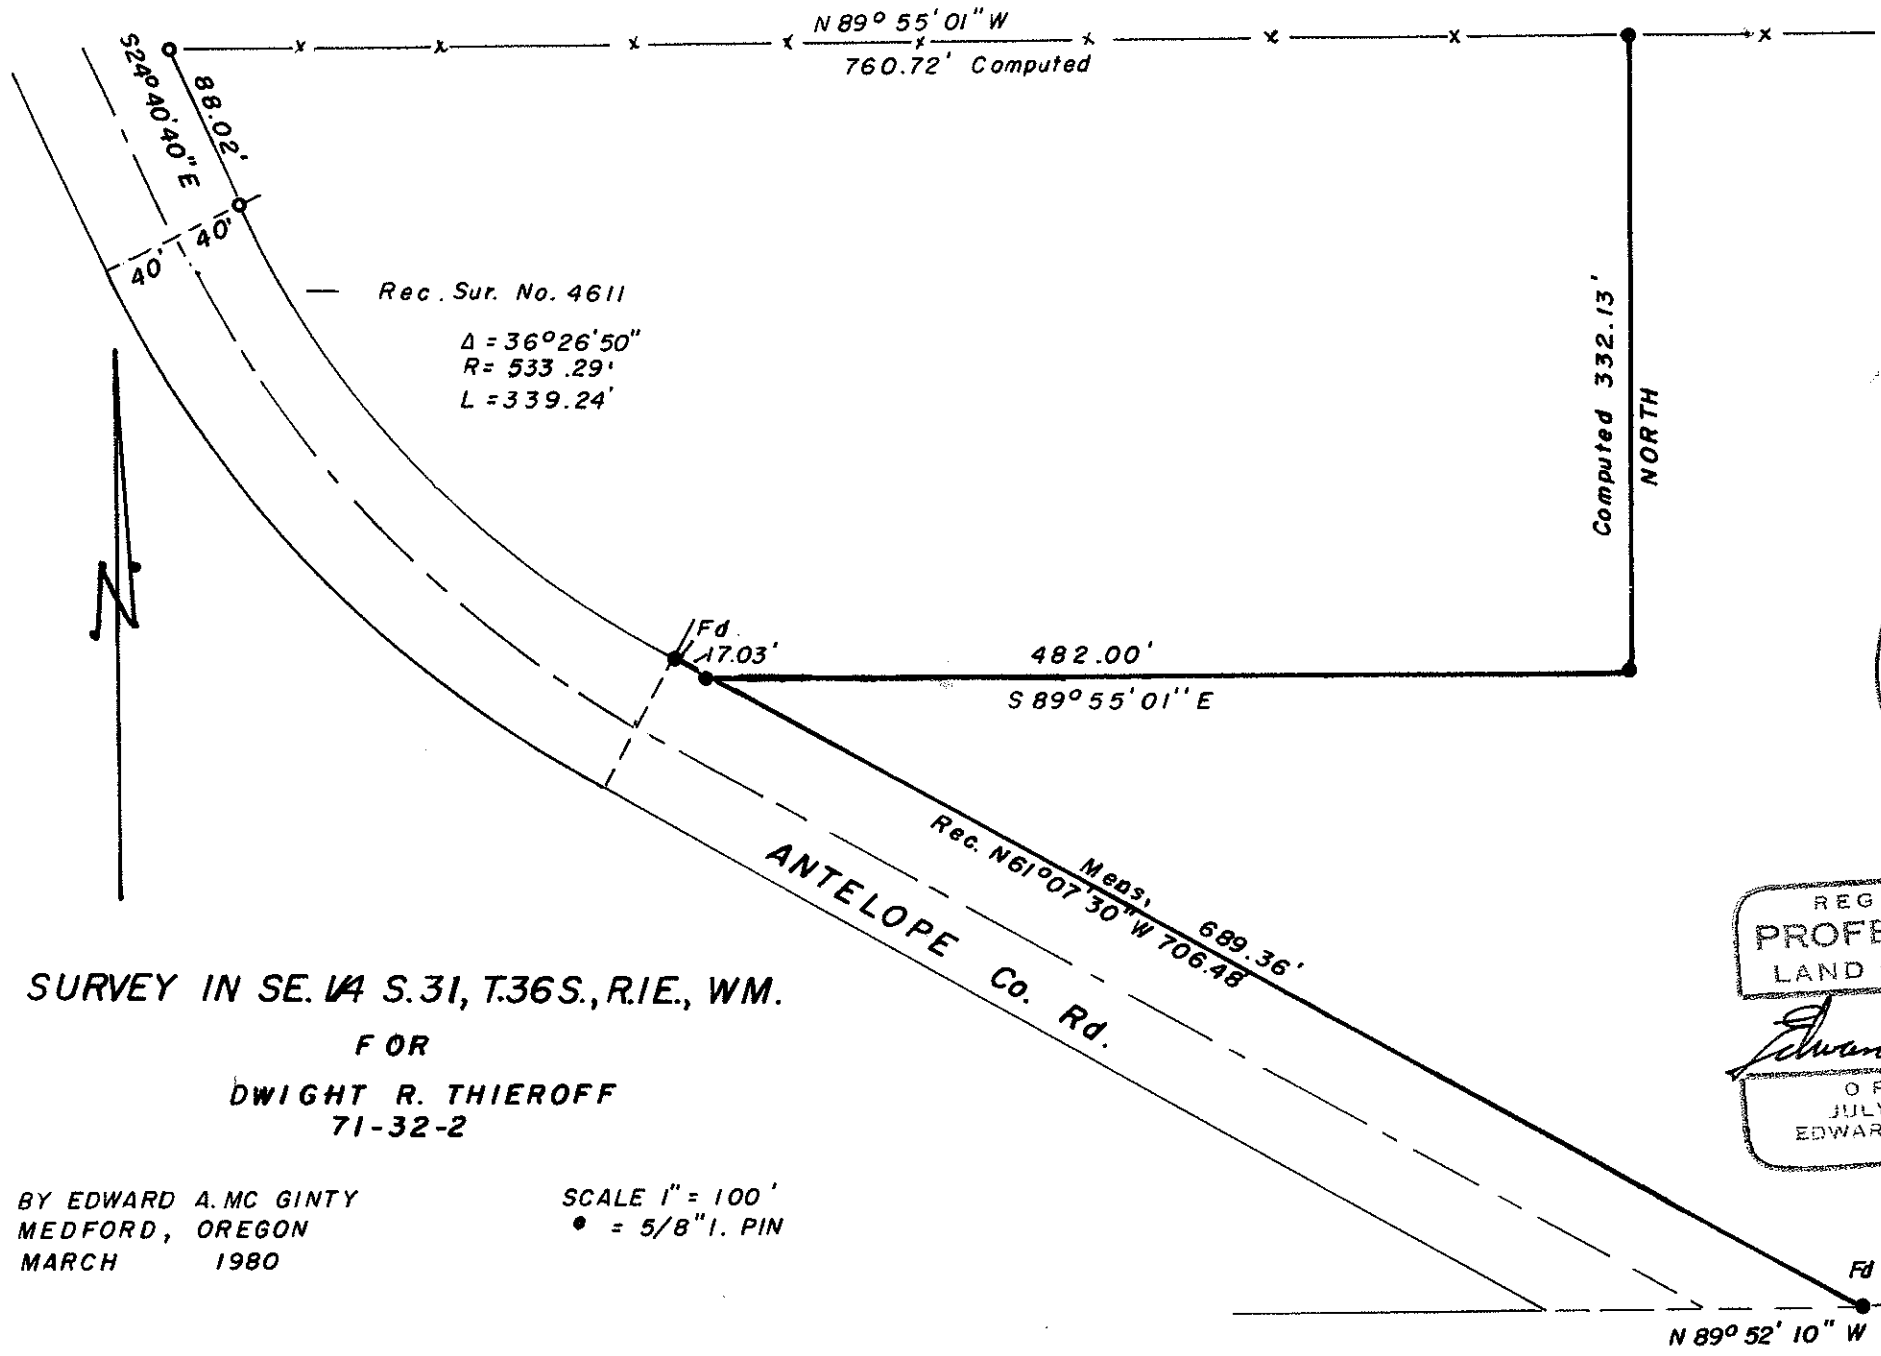 N 89° 55' 01" W
760.72' Computed
S24° 40' 40" E
88.02'
40'
40'
Rec. Sur. No. 4611
Δ = 36° 26' 50"
R = 533.29'
L = 339.24'
Computed 332.13'
NORTH
N
Fd.
17.03'
482.00'
S 89° 55' 01" E
Meas. 689.36'
Rec. N61° 07' 30" W 706.48'
ANTELOPE Co. Rd.
SURVEY IN SE. 1/4 S.31, T.36S., R.1E., WM.
FOR
DWIGHT R. THIEROFF
71-32-2
BY EDWARD A. MC GINTY
MEDFORD, OREGON
MARCH 1980
SCALE 1" = 100'
= 5/8" I. PIN
REG
PROFE
LAND
Edwar
O
JULY
EDWAR
Fd
N 89° 52' 10" W